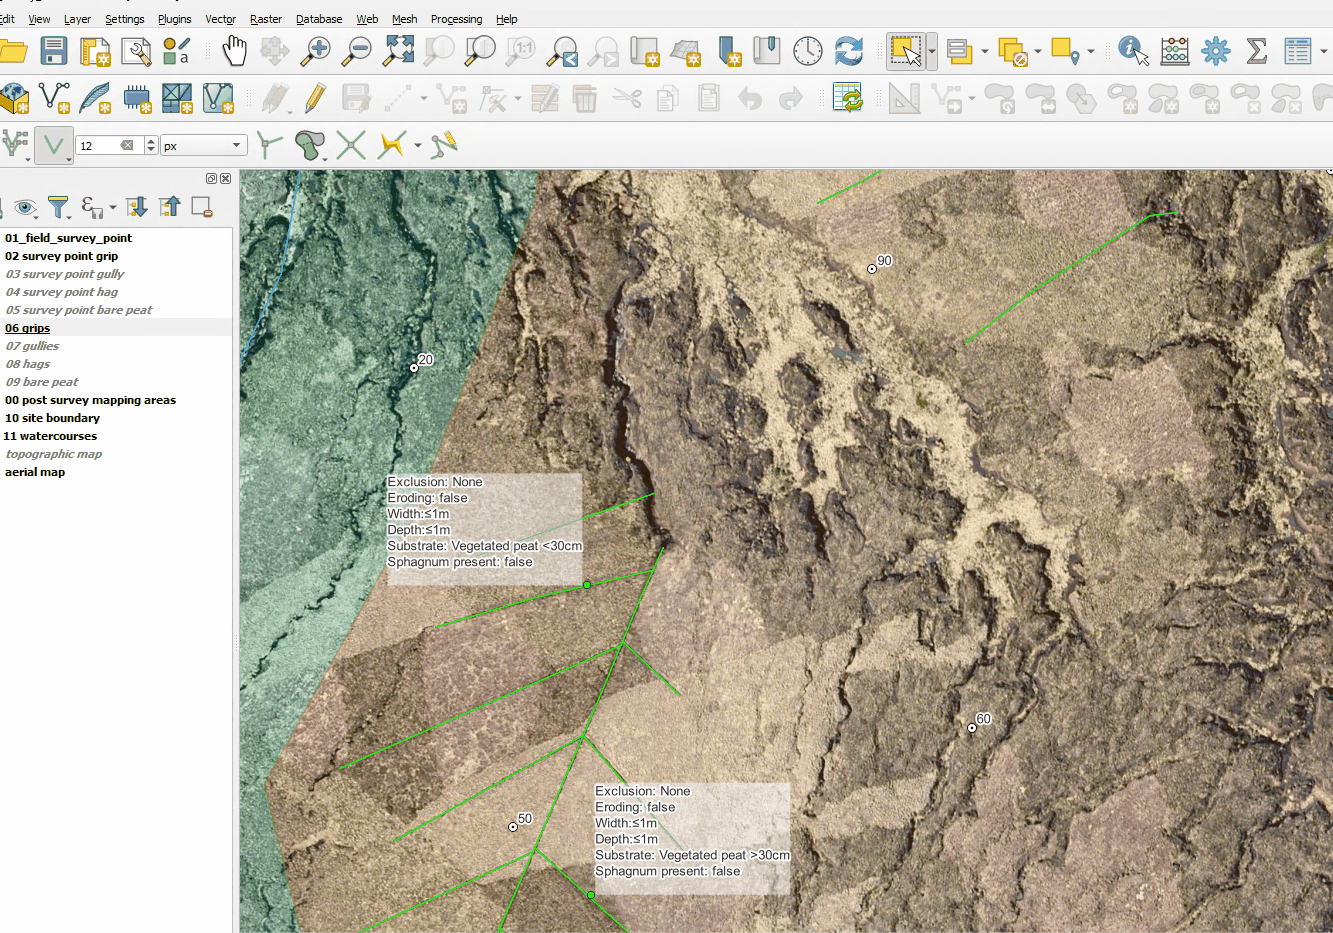 Edit View Layer Settings Plugins Vector Raster Database Web Mesh Processing Help
1:1
a
12 px
01_field_survey_point
02 survey point grip
03 survey point gully
04 survey point hag
05 survey point bare peat
06 grips
07 gullies
08 hags
09 bare peat
00 post survey mapping areas
10 site boundary
11 watercourses
topographic map
aerial map
90
20
Exclusion: None
Eroding: false
Width:≤1m
Depth:≤1m
Substrate: Vegetated peat <30cm
Sphagnum present: false
60
50
Exclusion: None
Eroding: false
Width:≤1m
Depth:≤1m
Substrate: Vegetated peat >30cm
Sphagnum present: false